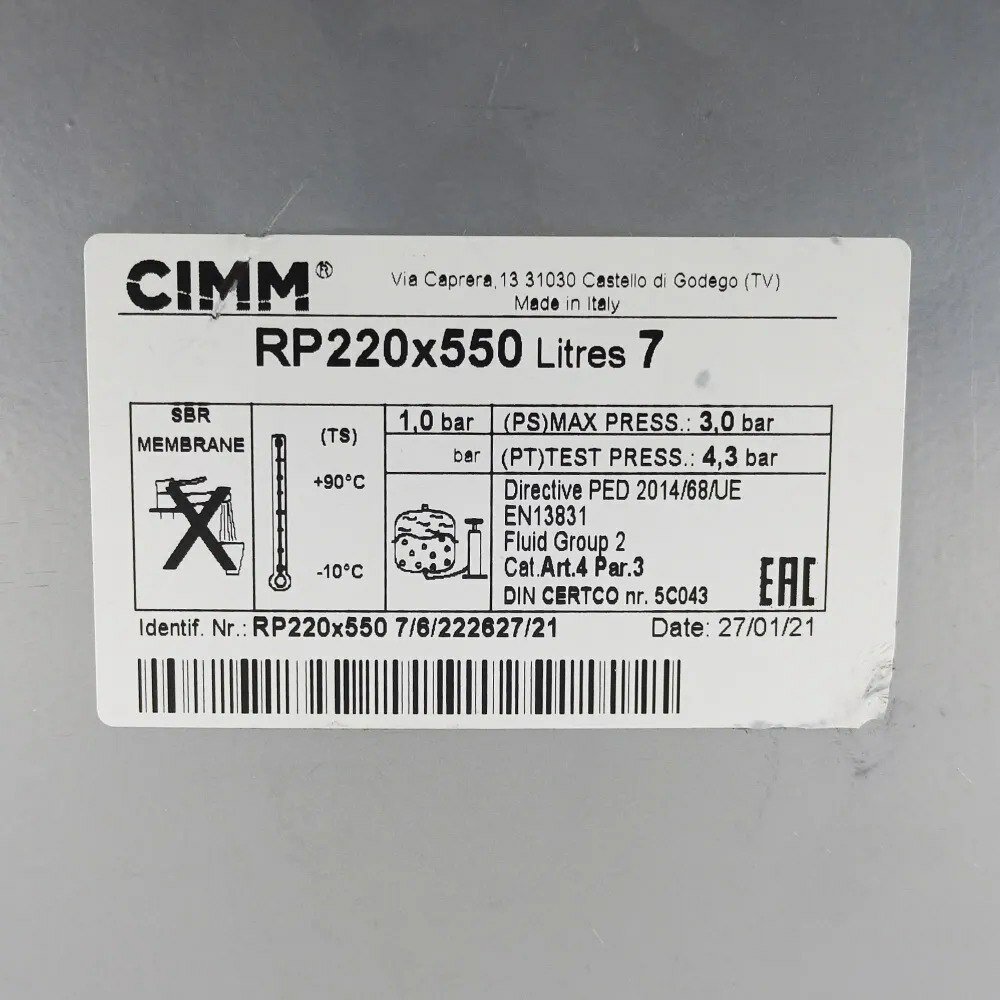 CIMM®
Via Caprera,13 31030 Castello di Godego (TV)
Made in Italy
RP220x550 Litres 7
SBR
MEMBRANE
(TS)
+90°C
-10°C
1,0 bar
bar
(PS)MAX PRESS.: 3,0 bar
(PT)TEST PRESS.: 4,3 bar
Directive PED 2014/68/UE
EN13831
Fluid Group 2
Cat.Art.4 Par.3
DIN CERTCO nr. 5C043
EAC
Identif. Nr.: RP220x550 7/6/222627/21
Date: 27/01/21